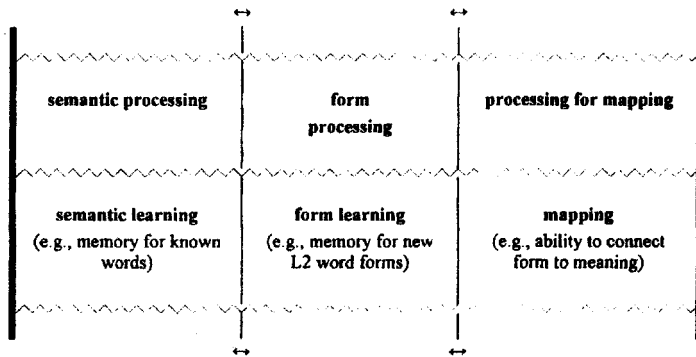 semantic processing
form
processing
processing for mapping
semantic learning
(e.g., memory for known
words)
form learning
(e.g., memory for new
L2 word forms)
mapping
(e.g., ability to connect
form to meaning)